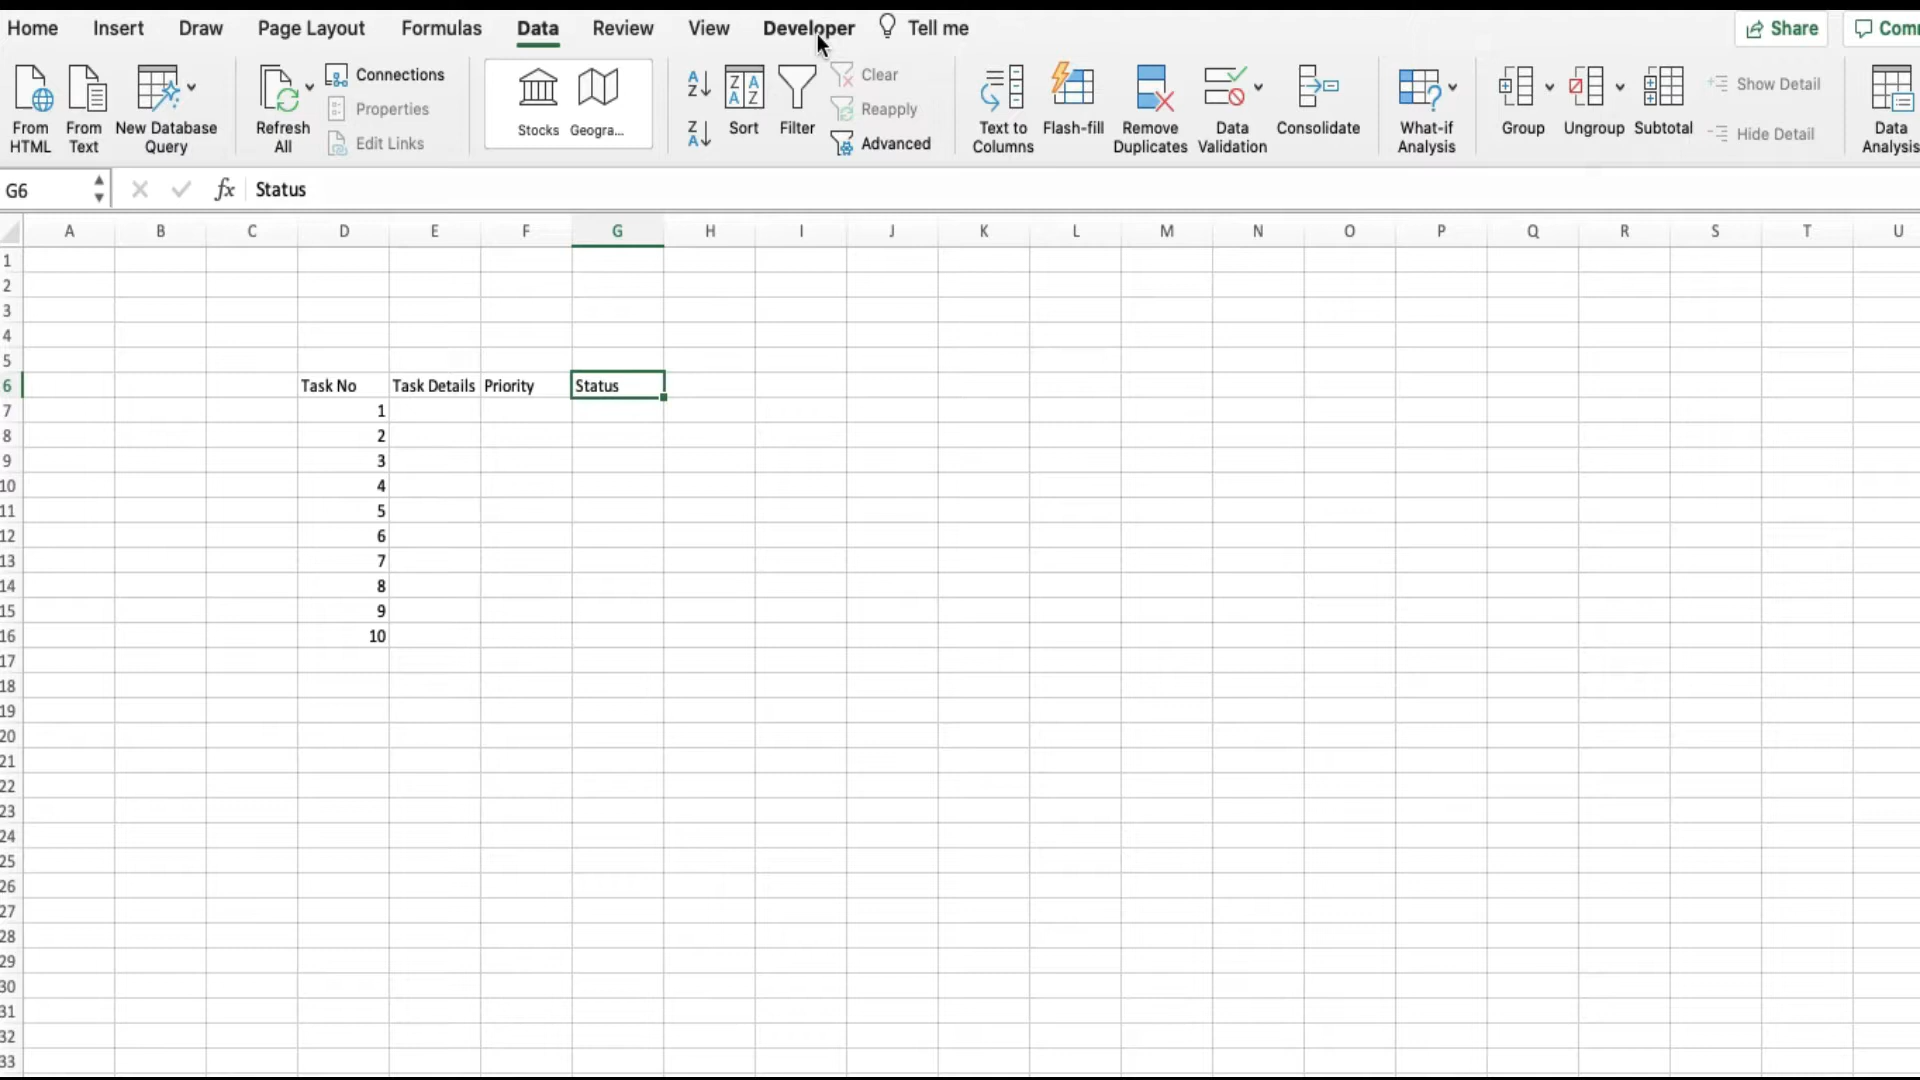 Home Insert Draw Page Layout Formulas Data Review View Developer Tell me Share
From HTML
From Text
New Database Query
Refresh All
Connections
Properties
Edit Links
Stocks
Geogra...
Sort
Filter
Clear
Reapply
Advanced
Text to Columns
Flash-fill
Remove Duplicates
Data Validation
Consolidate
What-if Analysis
Group
Ungroup
Subtotal
Show Detail
Hide Detail
Data Analysis
G6 fx Status
A B C D E F G H I J K L M N O P Q R S T U
1
2
3
4
5
6 Task No Task Details Priority Status
7 1
8 2
9 3
10 4
11 5
12 6
13 7
14 8
15 9
16 10
17
18
19
20
21
22
23
24
25
26
27
28
29
30
31
32
33